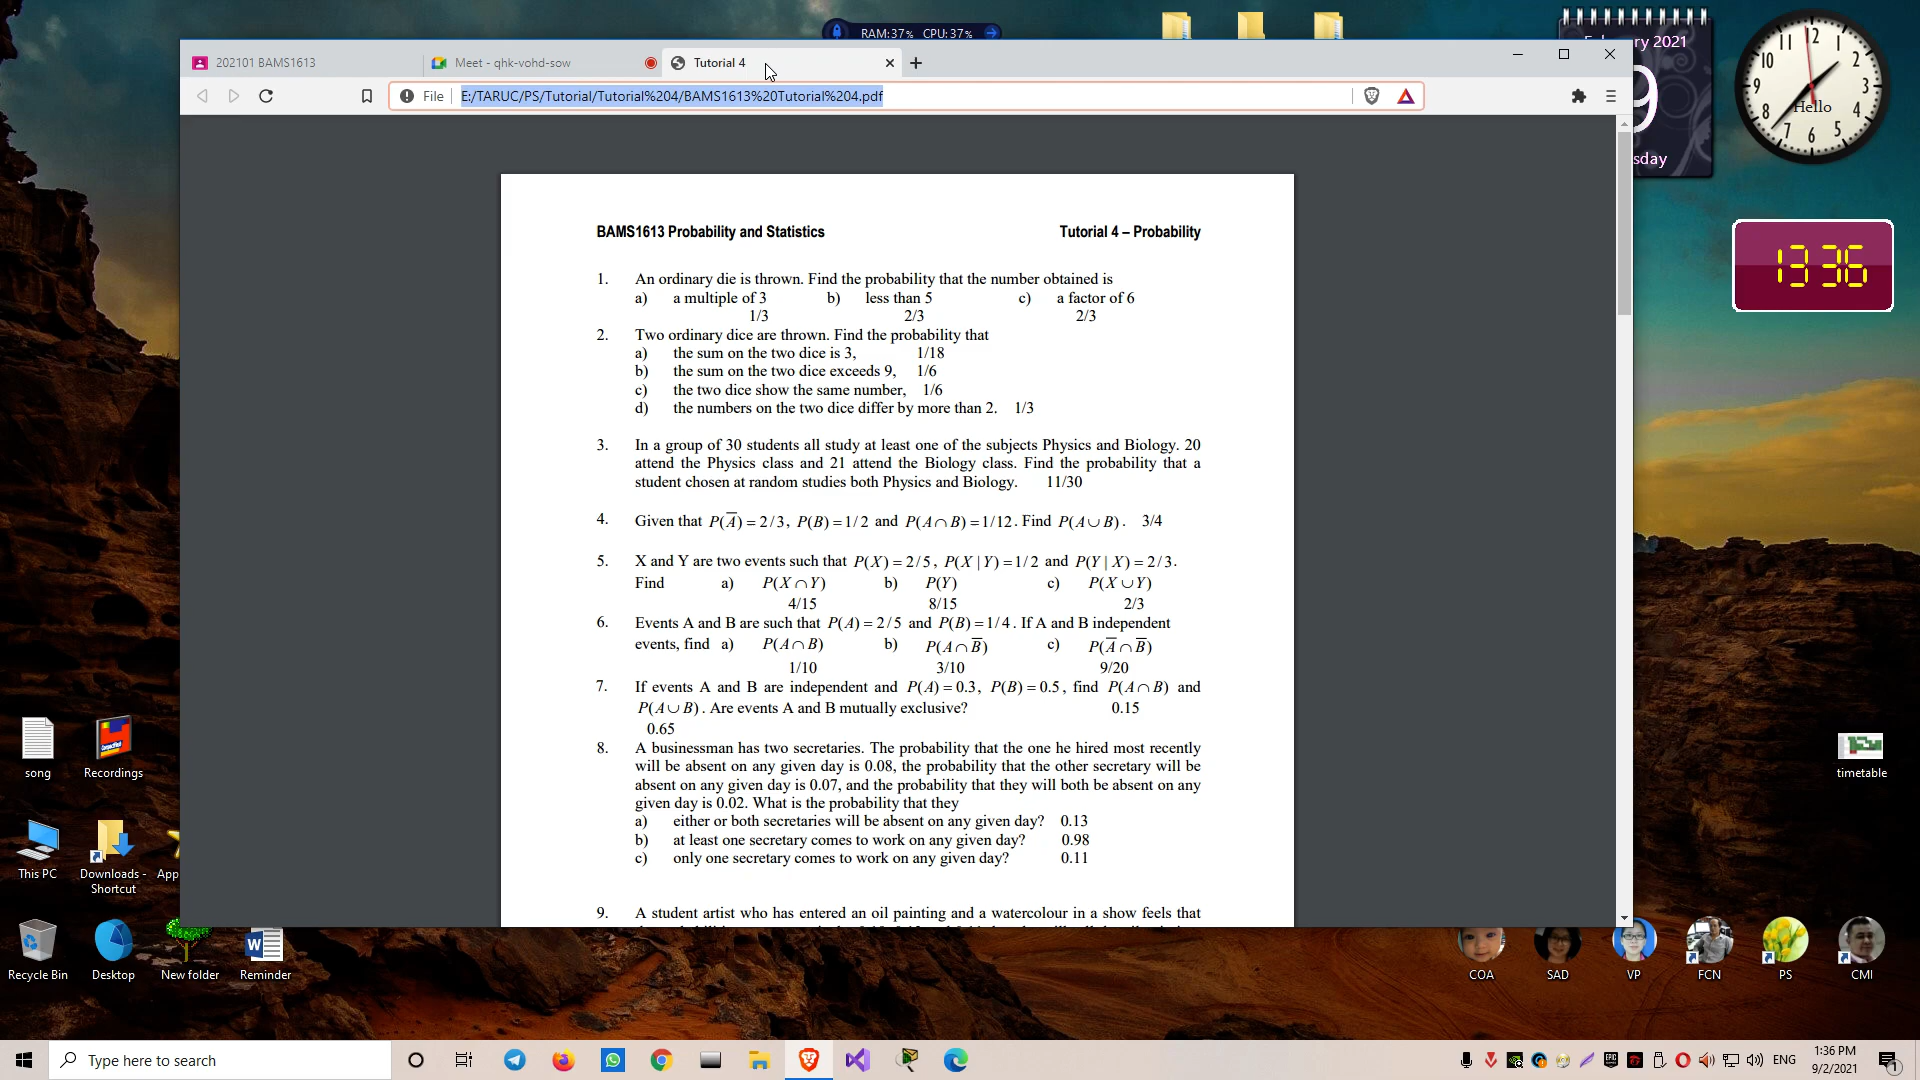 RAM:37% CPU:37%
202101 BAMS1613
Meet - qhk-vohd-sow
Tutorial 4
File
E:/TARUC/PS/Tutorial/Tutorial%204/BAMS1613%20Tutorial%204.pdf
BAMS1613 Probability and Statistics Tutorial 4 – Probability
1. An ordinary die is thrown. Find the probability that the number obtained is
a) a multiple of 3 b) less than 5 c) a factor of 6
1/3 2/3 2/3
2. Two ordinary dice are thrown. Find the probability that
a) the sum on the two dice is 3, 1/18
b) the sum on the two dice exceeds 9, 1/6
c) the two dice show the same number, 1/6
d) the numbers on the two dice differ by more than 2. 1/3
3. In a group of 30 students all study at least one of the subjects Physics and Biology. 20
attend the Physics class and 21 attend the Biology class. Find the probability that a
student chosen at random studies both Physics and Biology. 11/30
4. Given that P(A̅) = 2/3, P(B) = 1/2 and P(A∩B) = 1/12. Find P(A∪B). 3/4
5. X and Y are two events such that P(X) = 2/5, P(X | Y) = 1/2 and P(Y | X) = 2/3.
Find a) P(X∩Y) b) P(Y) c) P(X∪Y)
4/15 8/15 2/3
6. Events A and B are such that P(A) = 2/5 and P(B) = 1/4. If A and B independent
events, find a) P(A∩B) b) P(A∩B̅) c) P(A̅∩B̅)
1/10 3/10 9/20
7. If events A and B are independent and P(A) = 0.3, P(B) = 0.5, find P(A∩B) and
P(A∪B). Are events A and B mutually exclusive? 0.15
0.65
8. A businessman has two secretaries. The probability that the one he hired most recently
will be absent on any given day is 0.08, the probability that the other secretary will be
absent on any given day is 0.07, and the probability that they will both be absent on any
given day is 0.02. What is the probability that they
a) either or both secretaries will be absent on any given day? 0.13
b) at least one secretary comes to work on any given day? 0.98
c) only one secretary comes to work on any given day? 0.11
9. A student artist who has entered an oil painting and a watercolour in a show feels that
ry 2021
9
sday
12
1
2
3
4
5
6
7
8
9
10
11
Hello
13 36
song
Recordings
This PC
Downloads - Shortcut
App
Recycle Bin
Desktop
New folder
Reminder
timetable
COA
SAD
VP
FCN
PS
CMI
Type here to search
ENG
1:36 PM
9/2/2021
1